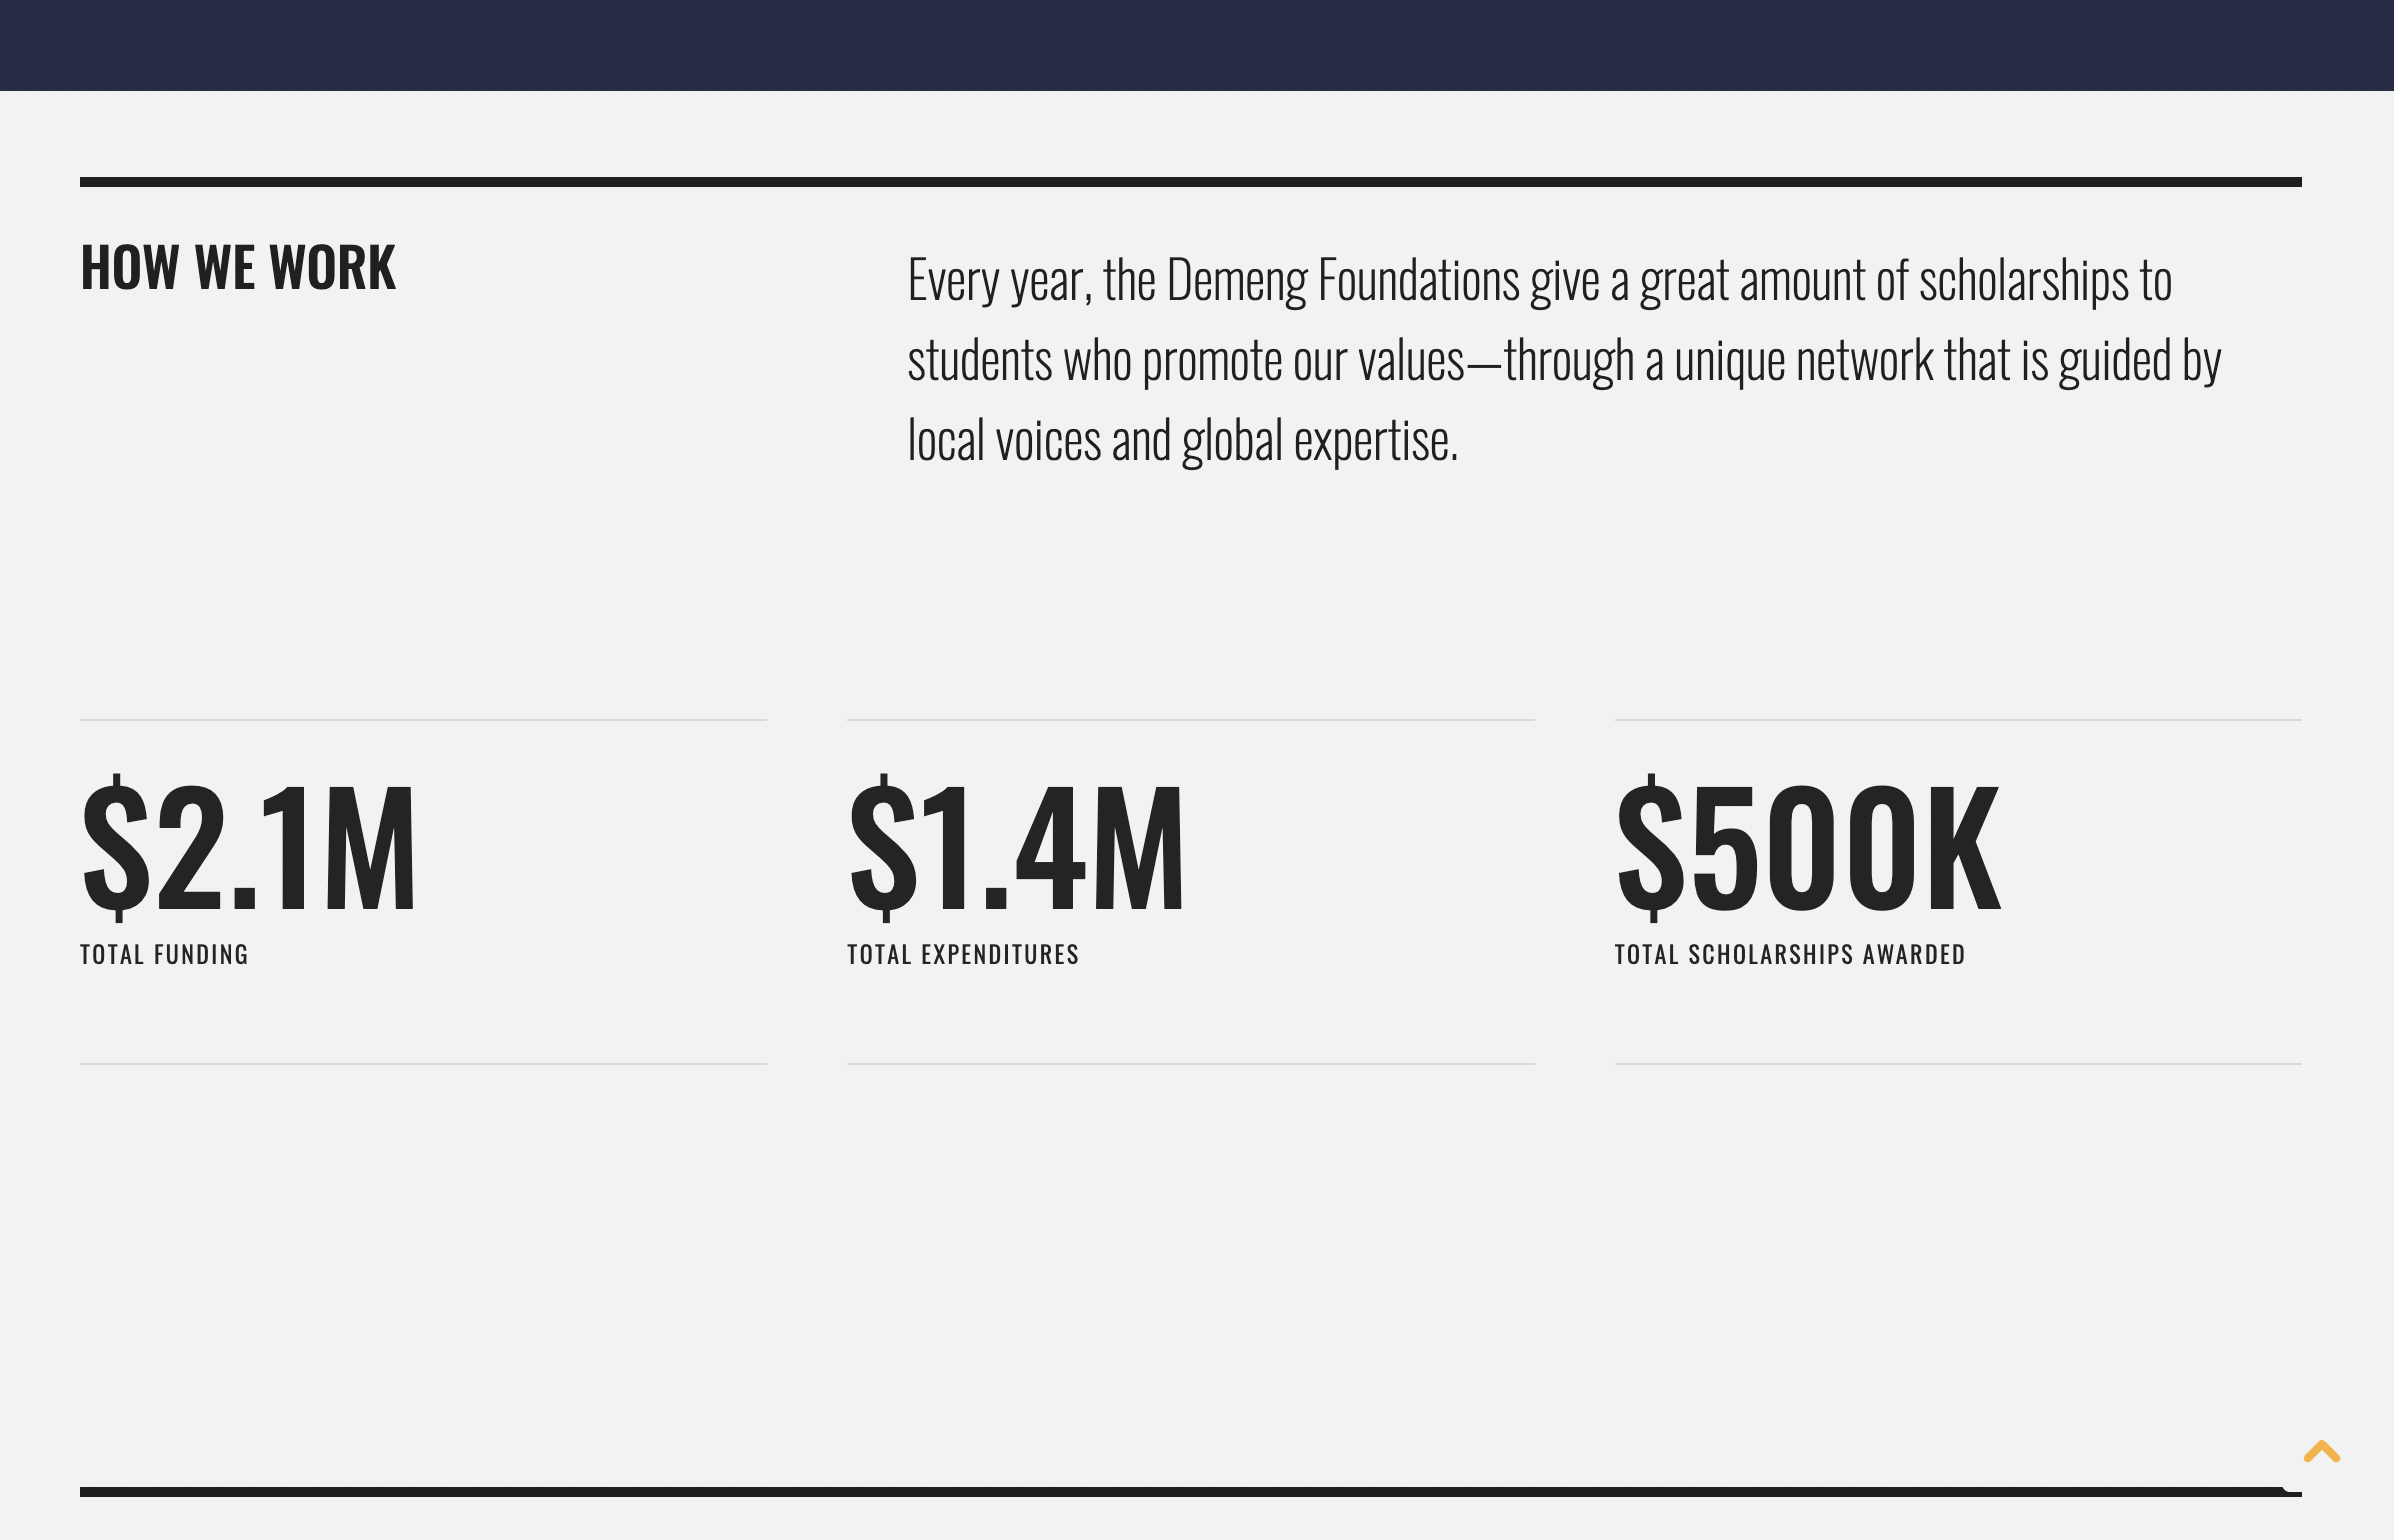 HOW WE WORK
Every year, the Demeng Foundations give a great amount of scholarships to
students who promote our values—through a unique network that is guided by
local voices and global expertise.
$2.1M
TOTAL FUNDING
$1.4M
TOTAL EXPENDITURES
$500K
TOTAL SCHOLARSHIPS AWARDED